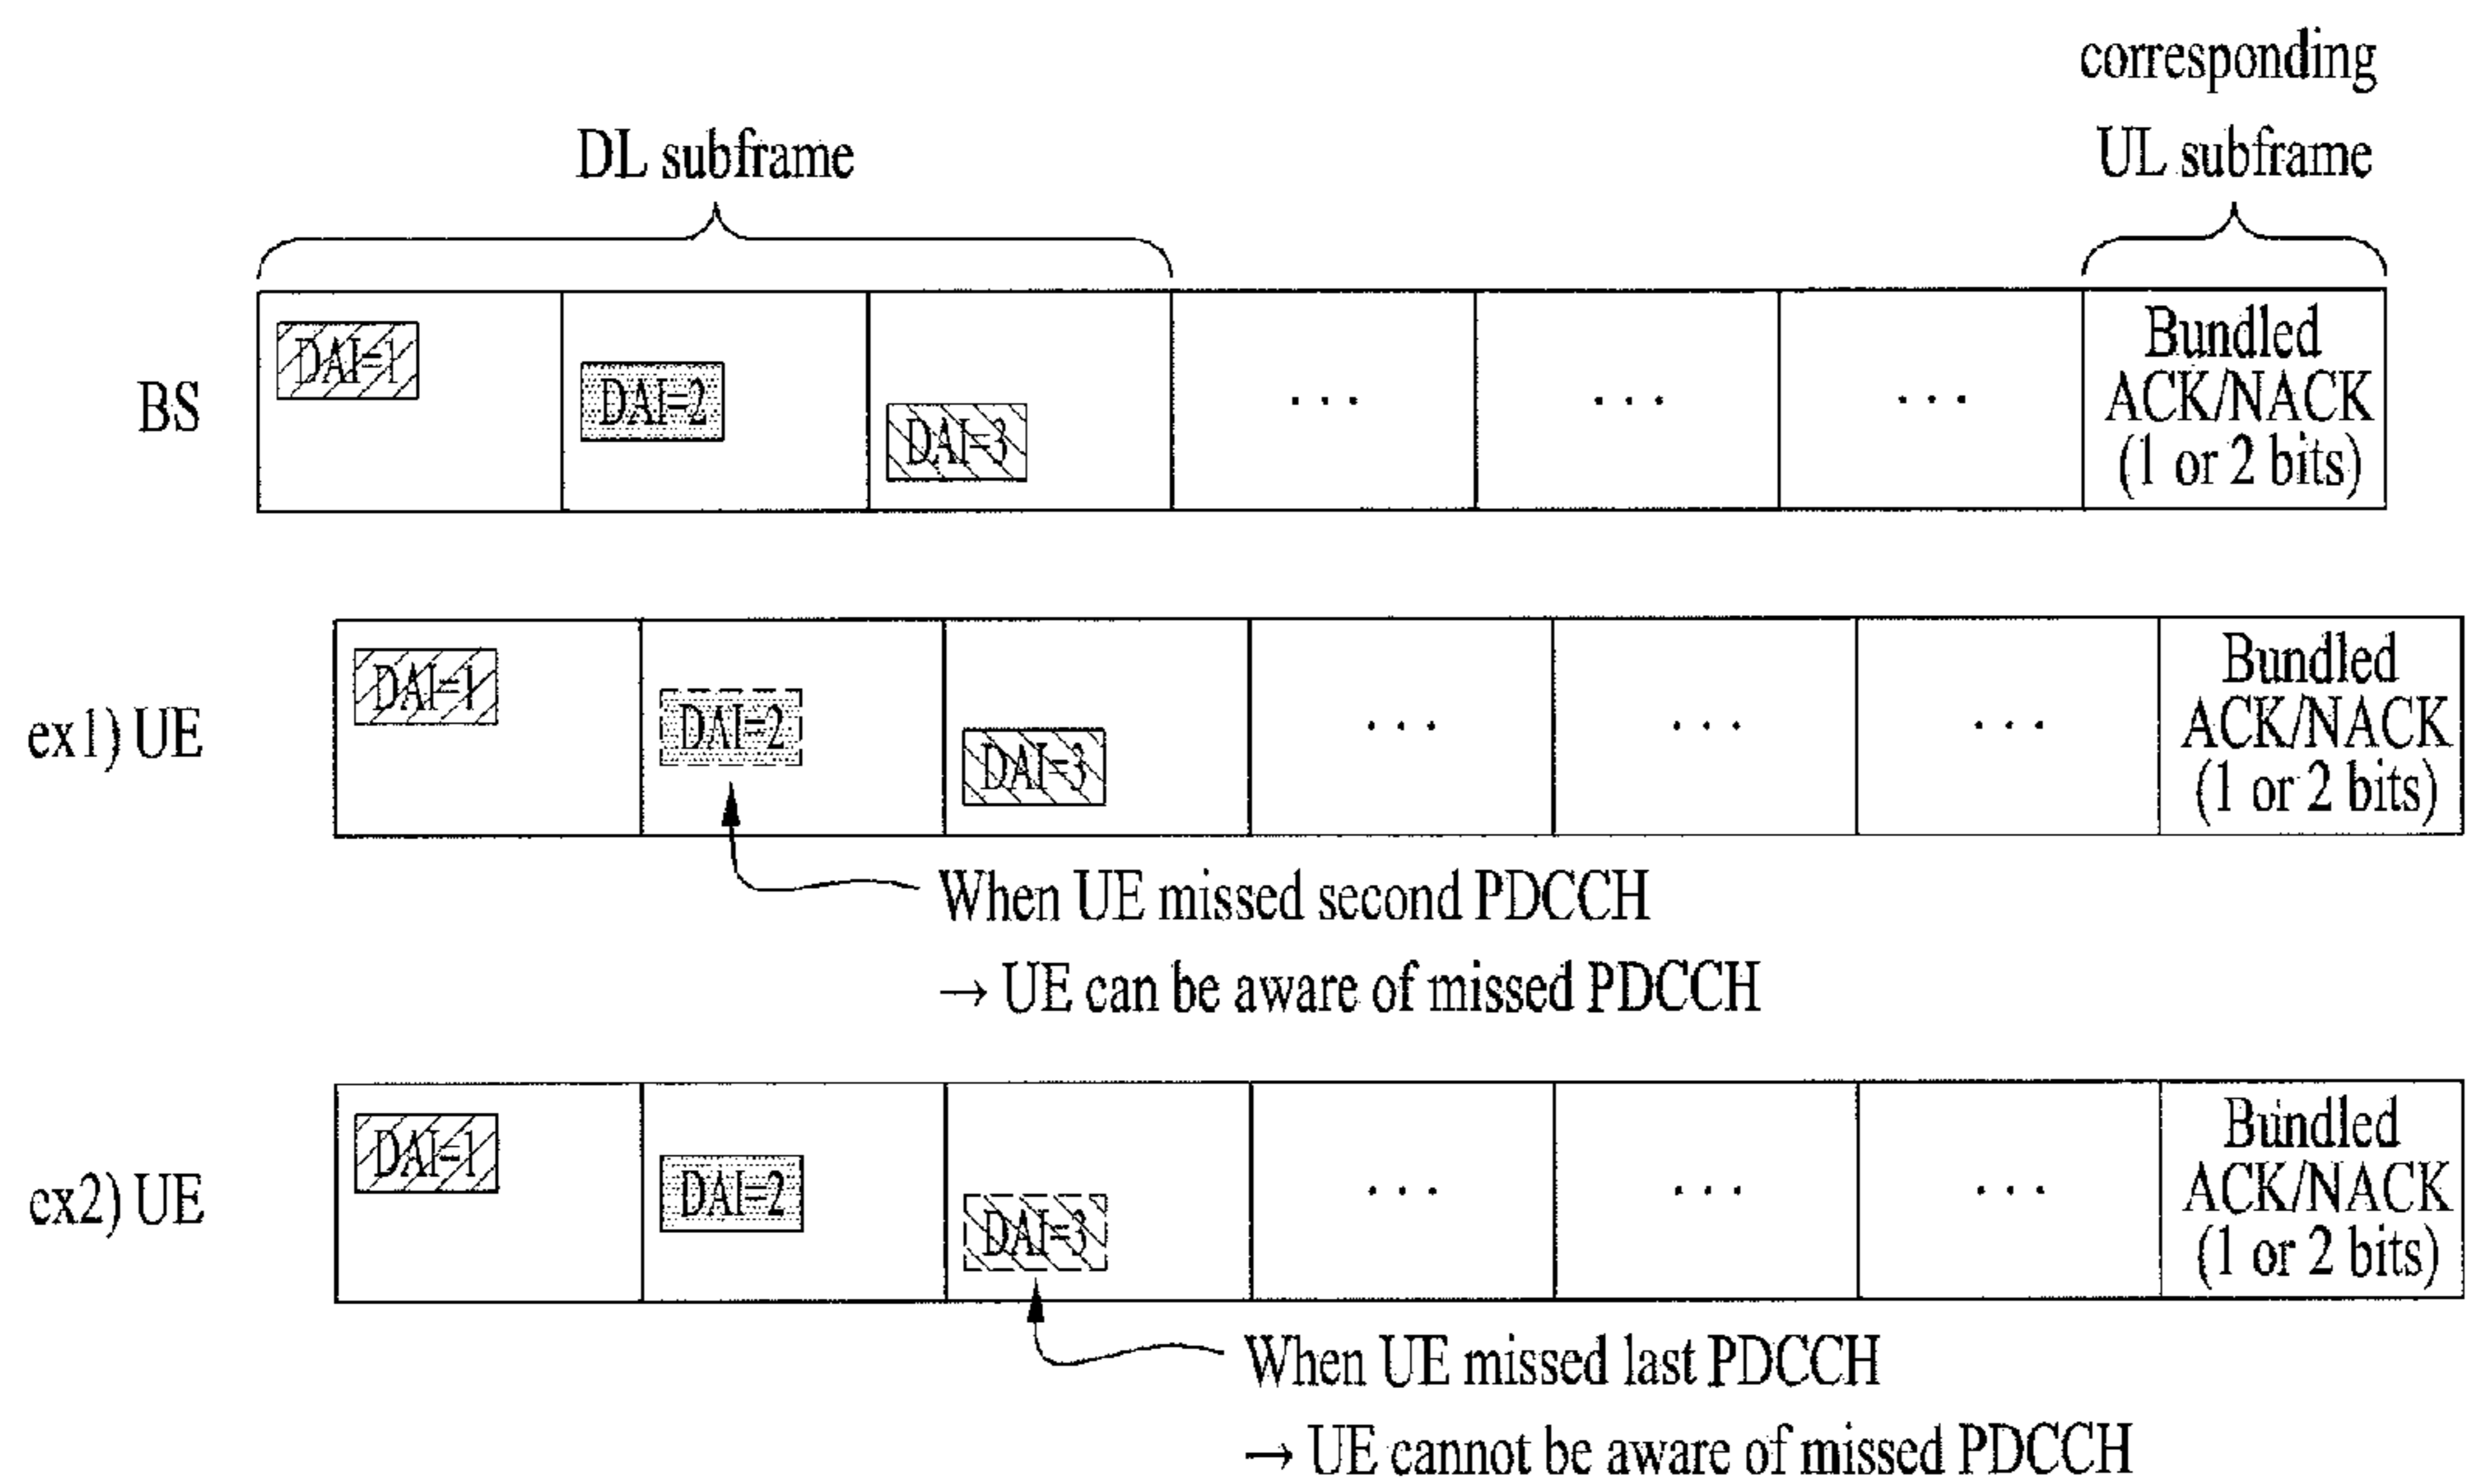 corresponding
DL subframe
UL subframe
BS
DAI=1
DAI=2
DAI=3
...
...
...
Bundled
ACK/NACK
(1 or 2 bits)
ex1) UE
DAI=1
DAI=2
DAI=3
...
...
...
Bundled
ACK/NACK
(1 or 2 bits)
When UE missed second PDCCH
→ UE can be aware of missed PDCCH
ex2) UE
DAI=1
DAI=2
DAI=3
...
...
...
Bundled
ACK/NACK
(1 or 2 bits)
When UE missed last PDCCH
→ UE cannot be aware of missed PDCCH